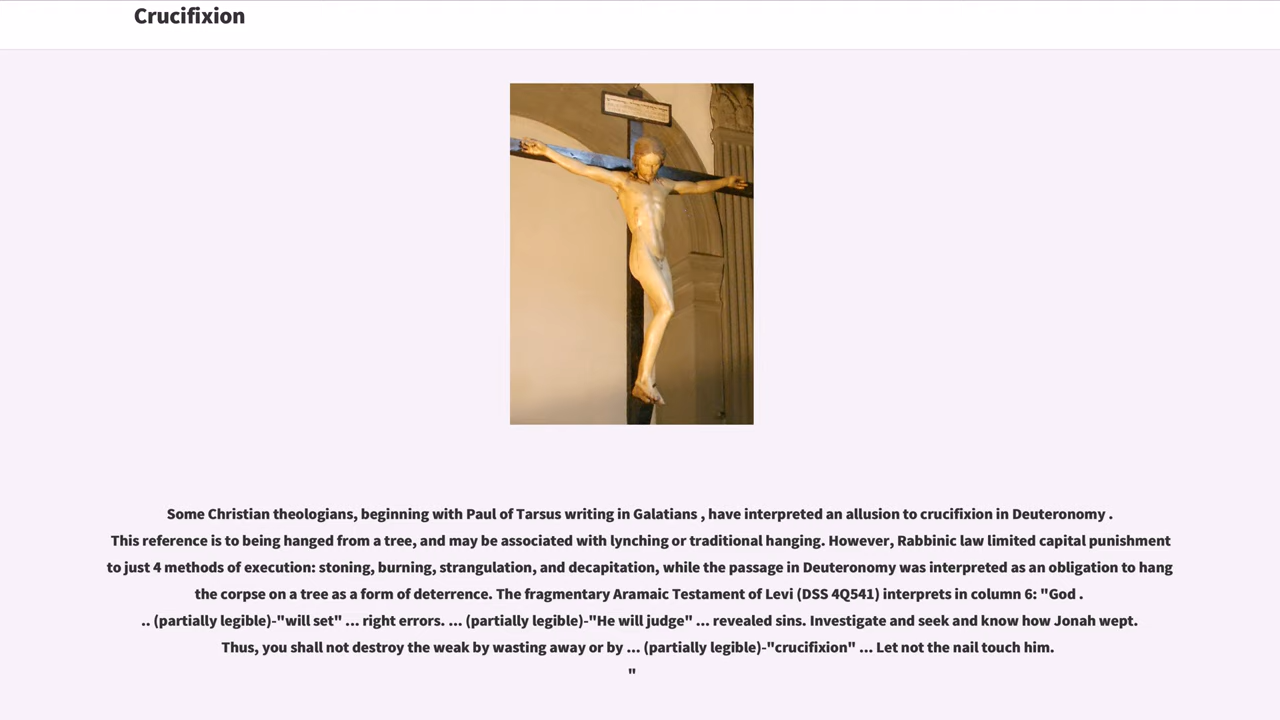 Crucifixion
Some Christian theologians, beginning with Paul of Tarsus writing in Galatians , have interpreted an allusion to crucifixion in Deuteronomy .
This reference is to being hanged from a tree, and may be associated with lynching or traditional hanging. However, Rabbinic law limited capital punishment
to just 4 methods of execution: stoning, burning, strangulation, and decapitation, while the passage in Deuteronomy was interpreted as an obligation to hang
the corpse on a tree as a form of deterrence. The fragmentary Aramaic Testament of Levi (DSS 4Q541) interprets in column 6: "God .
.. (partially legible)-"will set" ... right errors. ... (partially legible)-"He will judge" ... revealed sins. Investigate and seek and know how Jonah wept.
Thus, you shall not destroy the weak by wasting away or by ... (partially legible)-"crucifixion" ... Let not the nail touch him.
"